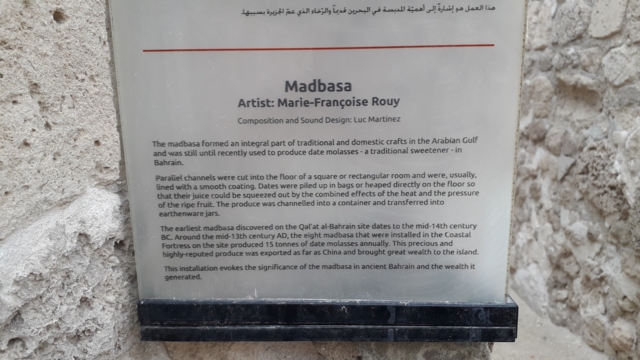 هذا العمل هو إشارةٌ إلى أهميّة المدبسة في البحرين قديماً والرّخاء الذي عمّ الجزيرة بسببها.
Madbasa
Artist: Marie-Françoise Rouy
Composition and Sound Design: Luc Martinez
The madbasa formed an integral part of traditional and domestic crafts in the Arabian Gulf
and was still until recently used to produce date molasses - a traditional sweetener - in
Bahrain.
Parallel channels were cut into the floor of a square or rectangular room and were, usually,
lined with a smooth coating. Dates were piled up in bags or heaped directly on the floor so
that their juice could be squeezed out by the combined effects of the heat and the pressure
of the ripe fruit. The produce was channelled into a container and transferred into
earthenware jars.
The earliest madbasa discovered on the Qal'at al-Bahrain site dates to the mid-14th century
BC. Around the mid-13th century AD, the eight madbasa that were installed in the Coastal
Fortress on the site produced 15 tonnes of date molasses annually. This precious and
highly-reputed produce was exported as far as China and brought great wealth to the island.
This installation evokes the significance of the madbasa in ancient Bahrain and the wealth it
generated.